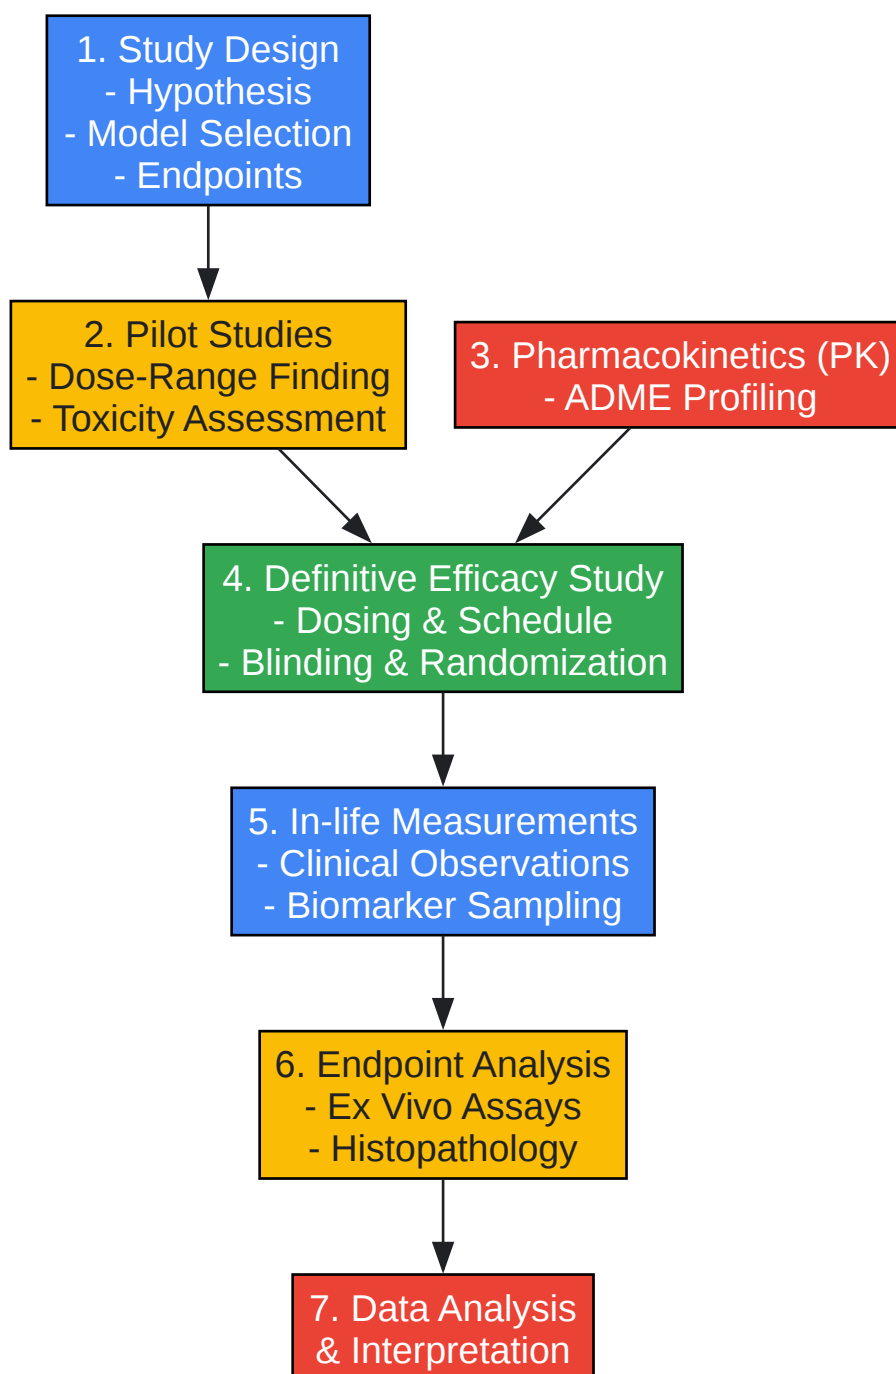 1. Study Design
- Hypothesis
- Model Selection
- Endpoints
2. Pilot Studies
- Dose-Range Finding
- Toxicity Assessment
3. Pharmacokinetics (PK)
- ADME Profiling
4. Definitive Efficacy Study
- Dosing & Schedule
- Blinding & Randomization
5. In-life Measurements
- Clinical Observations
- Biomarker Sampling
6. Endpoint Analysis
- Ex Vivo Assays
- Histopathology
7. Data Analysis
& Interpretation